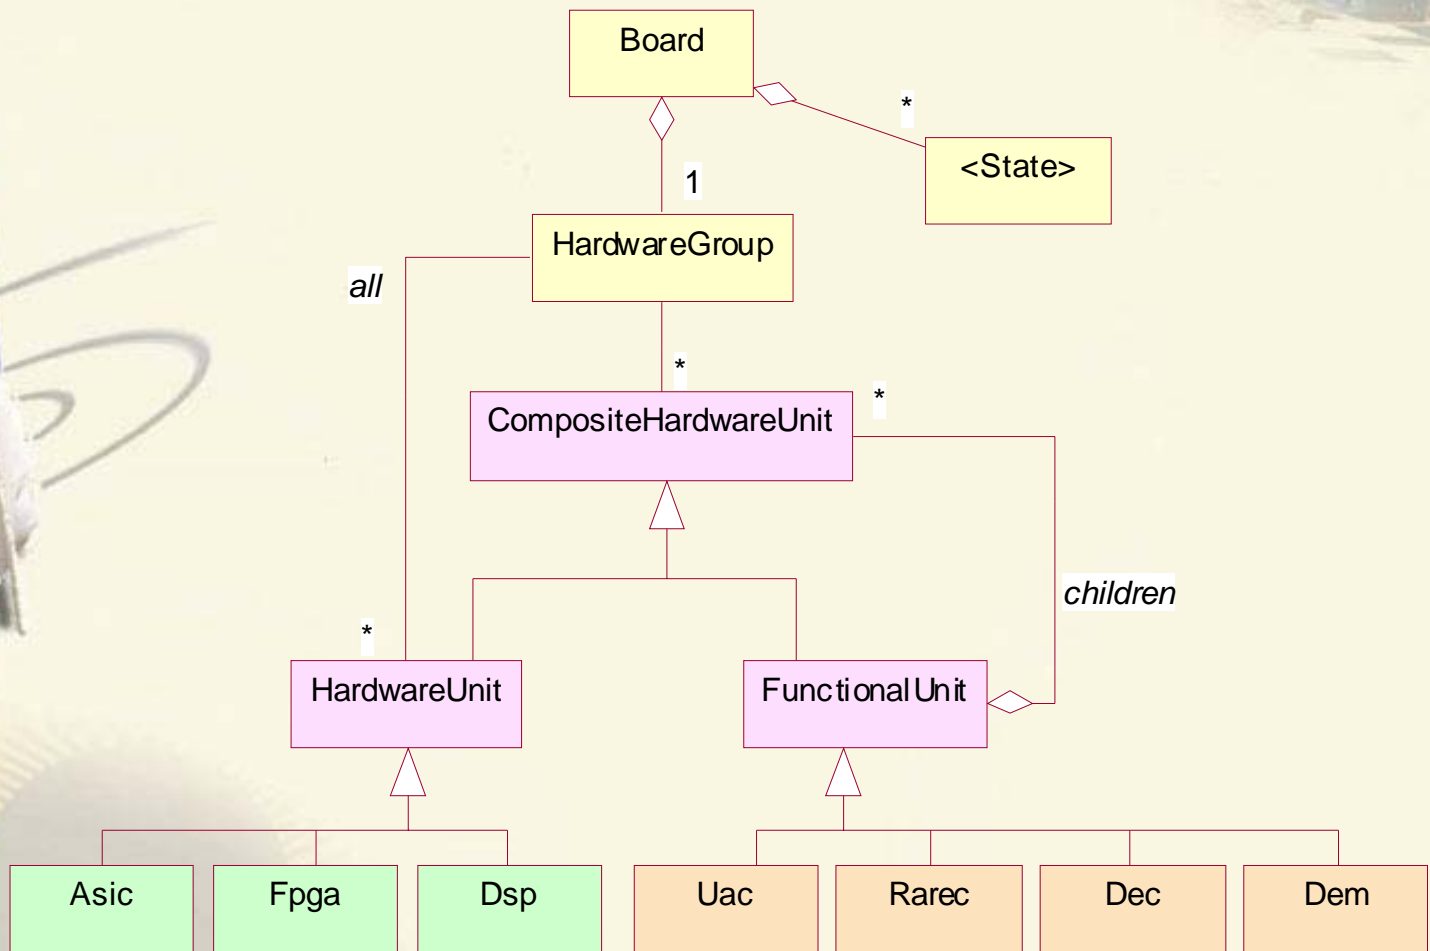 Board
*
<State>
1
HardwareGroup
all
*
*
CompositeHardwareUnit
children
*
HardwareUnit
FunctionalUnit
Asic
Fpga
Dsp
Uac
Rarec
Dec
Dem